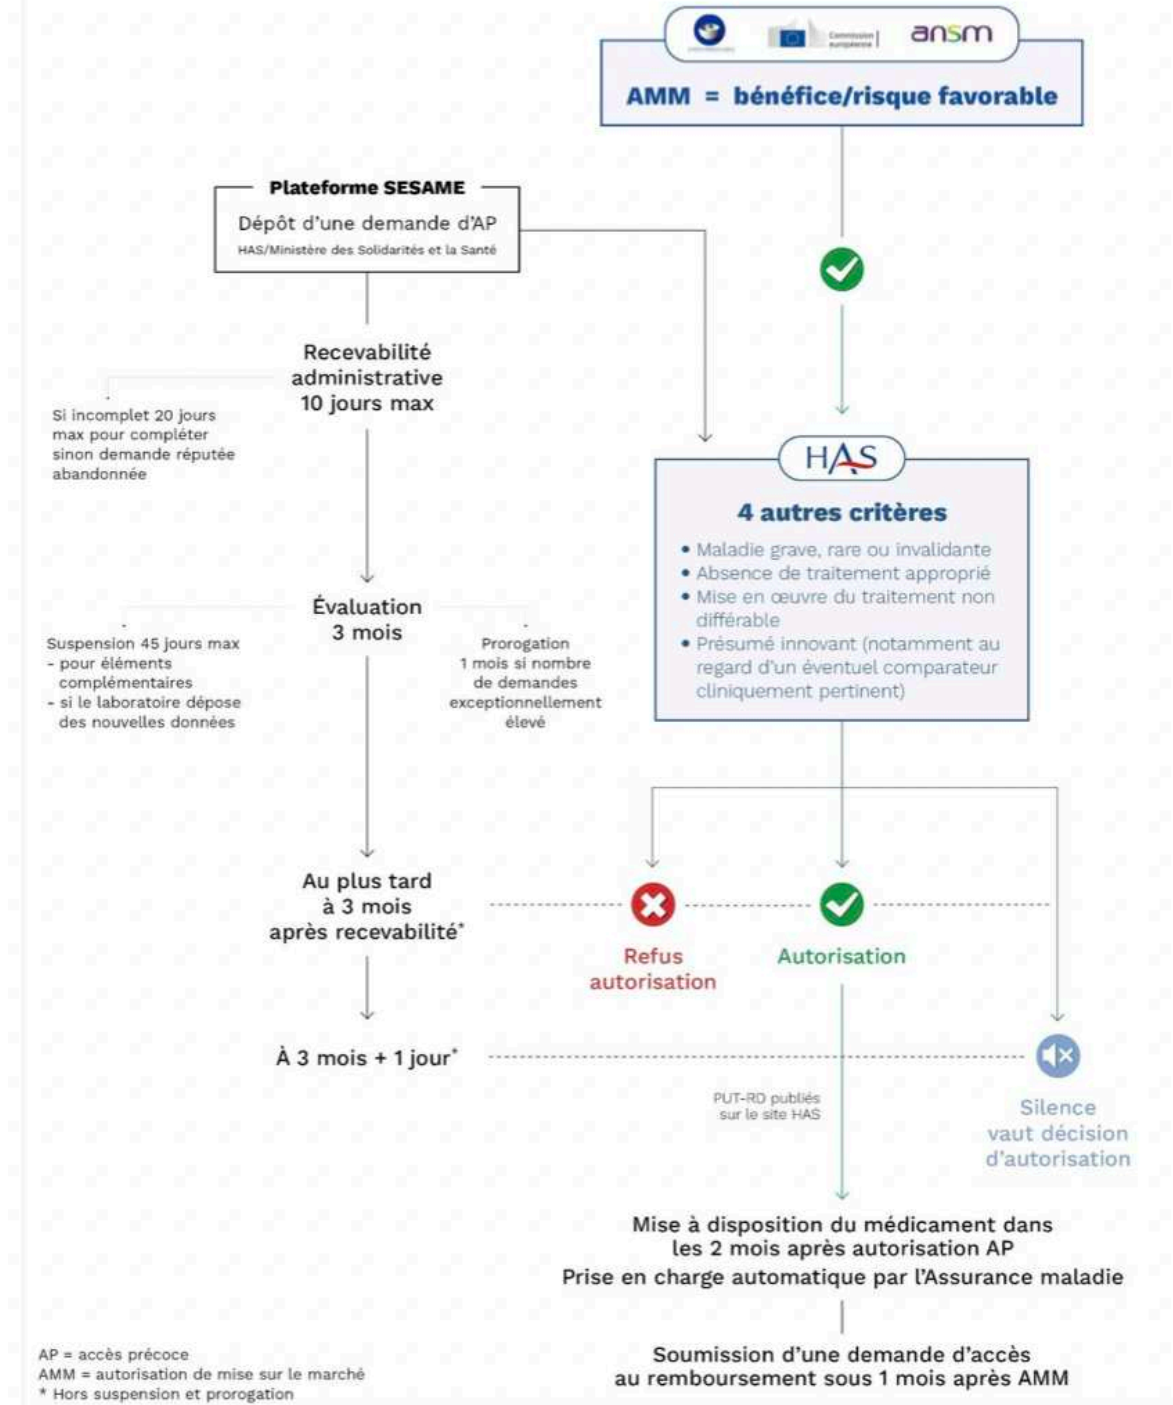 Commission
européenne
ansm
AMM = bénéfice/risque favorable
Plateforme SESAME
Dépôt d'une demande d'AP
HAS/Ministère des Solidarités et la Santé
Recevabilité
administrative
10 jours max
Si incomplet 20 jours
max pour compléter
sinon demande réputée
abandonnée
HAS
4 autres critères
• Maladie grave, rare ou invalidante
• Absence de traitement approprié
• Mise en œuvre du traitement non
différable
• Présumé innovant (notamment au
regard d'un éventuel comparateur
cliniquement pertinent)
Évaluation
3 mois
Suspension 45 jours max
- pour éléments
complémentaires
- si le laboratoire dépose
des nouvelles données
Prorogation
1 mois si nombre
de demandes
exceptionnellement
élevé
Au plus tard
à 3 mois
après recevabilité*
Refus
autorisation
Autorisation
À 3 mois + 1 jour*
PUT-RD publiés
sur le site HAS
Silence
vaut décision
d'autorisation
Mise à disposition du médicament dans
les 2 mois après autorisation AP
Prise en charge automatique par l'Assurance maladie
Soumission d'une demande d'accès
au remboursement sous 1 mois après AMM
AP = accès précoce
AMM = autorisation de mise sur le marché
* Hors suspension et prorogation